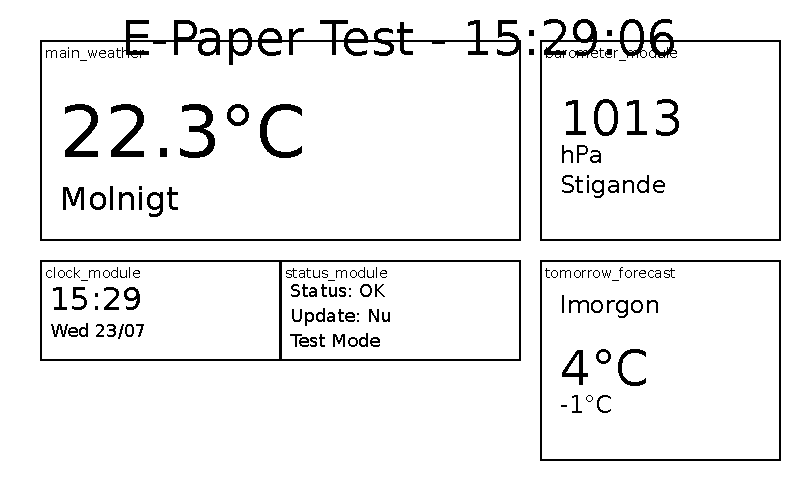 E-Paper Test - 15:29:06
main_weather
22.3°C
Molnigt
barometer_module
1013
hPa
Stigande
clock_module
15:29
Wed 23/07
status_module
Status: OK
Update: Nu
Test Mode
tomorrow_forecast
Imorgon
4°C
-1°C